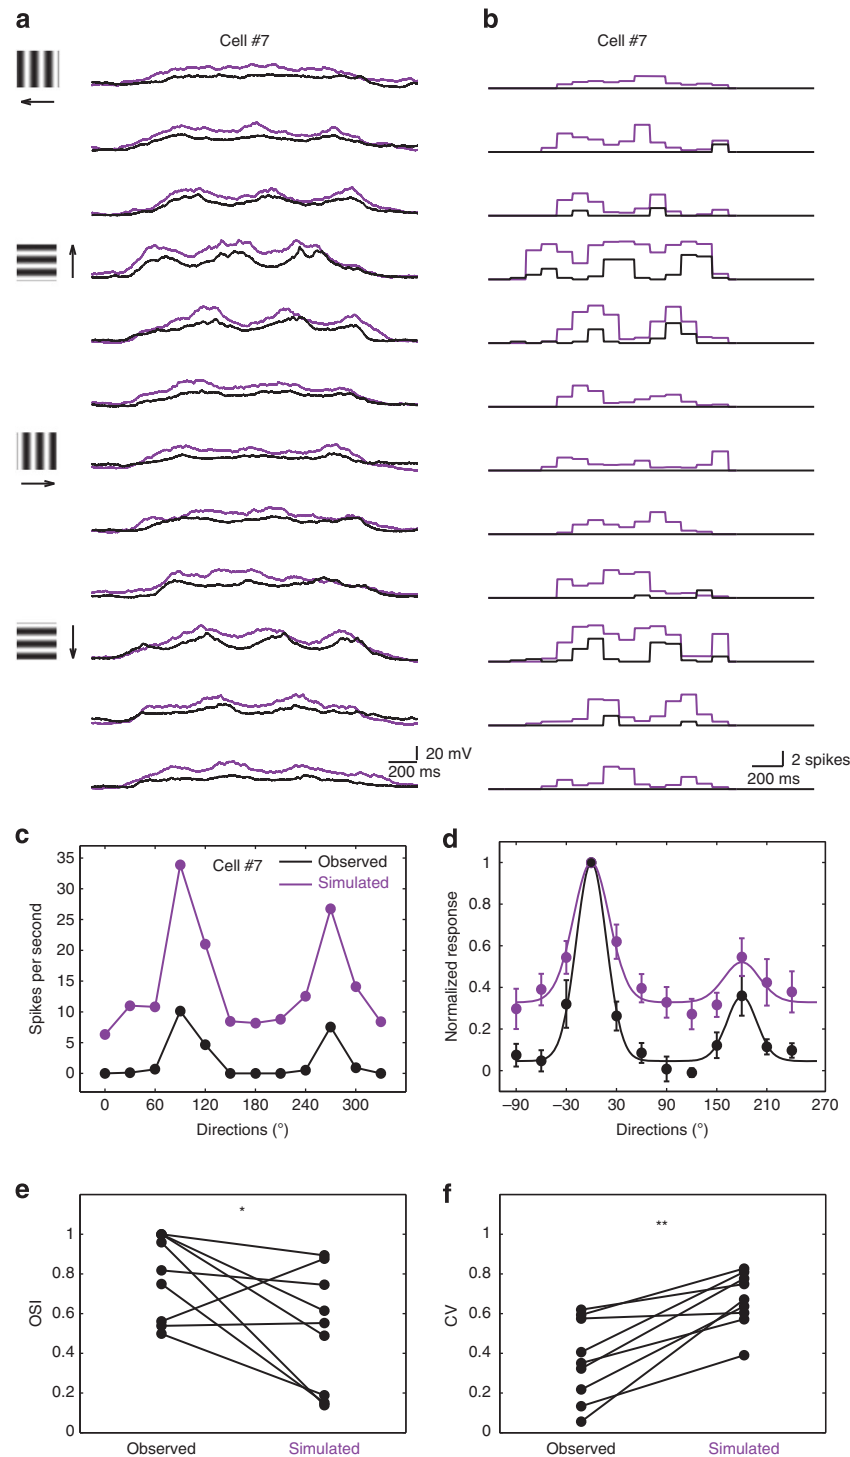 a
b
Cell #7
Cell #7
20 mV
200 ms
2 spikes
200 ms
c
d
Cell #7
Observed
Simulated
35
30
25
20
15
10
5
0
Spikes per second
0 60 120 180 240 300
Directions (°)
1
0.8
0.6
0.4
0.2
0
Normalized response
–90 –30 30 90 150 210 270
Directions (°)
e
f
*
1
0.8
0.6
0.4
0.2
0
OSI
Observed Simulated
**
1
0.8
0.6
0.4
0.2
0
CV
Observed Simulated